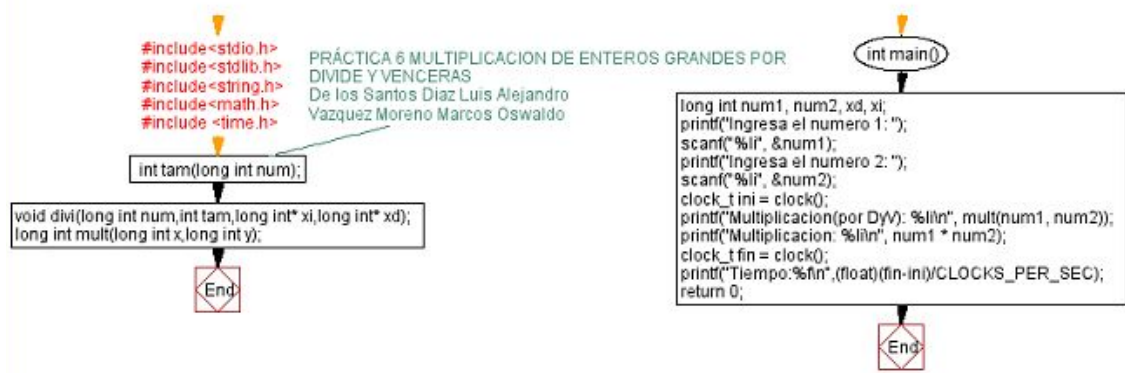 #include<stdio.h>
#include<stdlib.h>
#include<string.h>
#include<math.h>
#include <time.h>
PRÁCTICA 6 MULTIPLICACION DE ENTEROS GRANDES POR
DIVIDE Y VENCERAS
De los Santos Diaz Luis Alejandro
Vazquez Moreno Marcos Oswaldo
int tam(long int num);
void divi(long int num,int tam,long int* xi,long int* xd);
long int mult(long int x,long int y);
End
int main()
long int num1, num2, xd, xi;
printf("Ingresa el numero 1: ");
scanf("%li", &num1);
printf("Ingresa el numero 2: ");
scanf("%li", &num2);
clock_t ini = clock();
printf("Multiplicacion(por DyV): %li\n", mult(num1, num2));
printf("Multiplicacion: %li\n", num1 * num2);
clock_t fin = clock();
printf("Tiempo:%f\n",(float)(fin-ini)/CLOCKS_PER_SEC);
return 0;
End